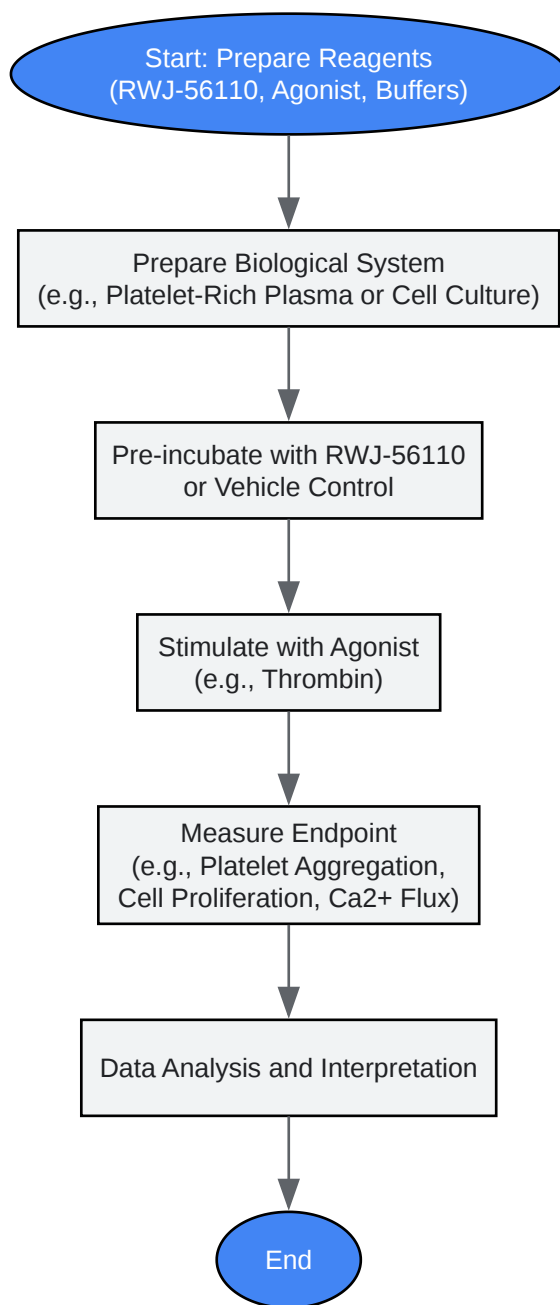 Start: Prepare Reagents
(RWJ-56110, Agonist, Buffers)
Prepare Biological System
(e.g., Platelet-Rich Plasma or Cell Culture)
Pre-incubate with RWJ-56110
or Vehicle Control
Stimulate with Agonist
(e.g., Thrombin)
Measure Endpoint
(e.g., Platelet Aggregation,
Cell Proliferation, Ca2+ Flux)
Data Analysis and Interpretation
End